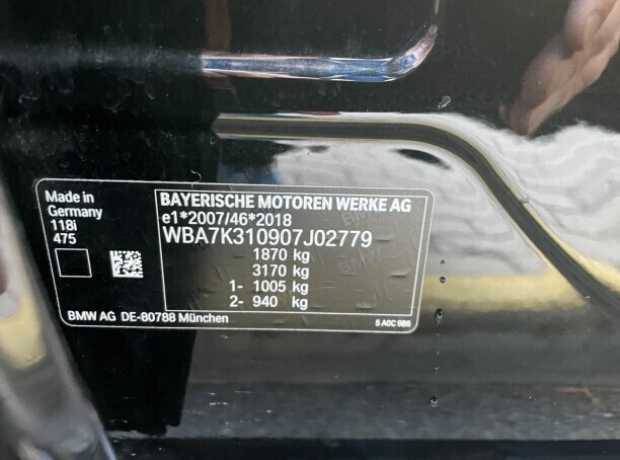 Made in
Germany
118i
475
BAYERISCHE MOTOREN WERKE AG
e1*2007/46*2018
WBA7K310907J02779
1870 kg
3170 kg
1- 1005 kg
2- 940 kg
BMW AG DE-80788 München